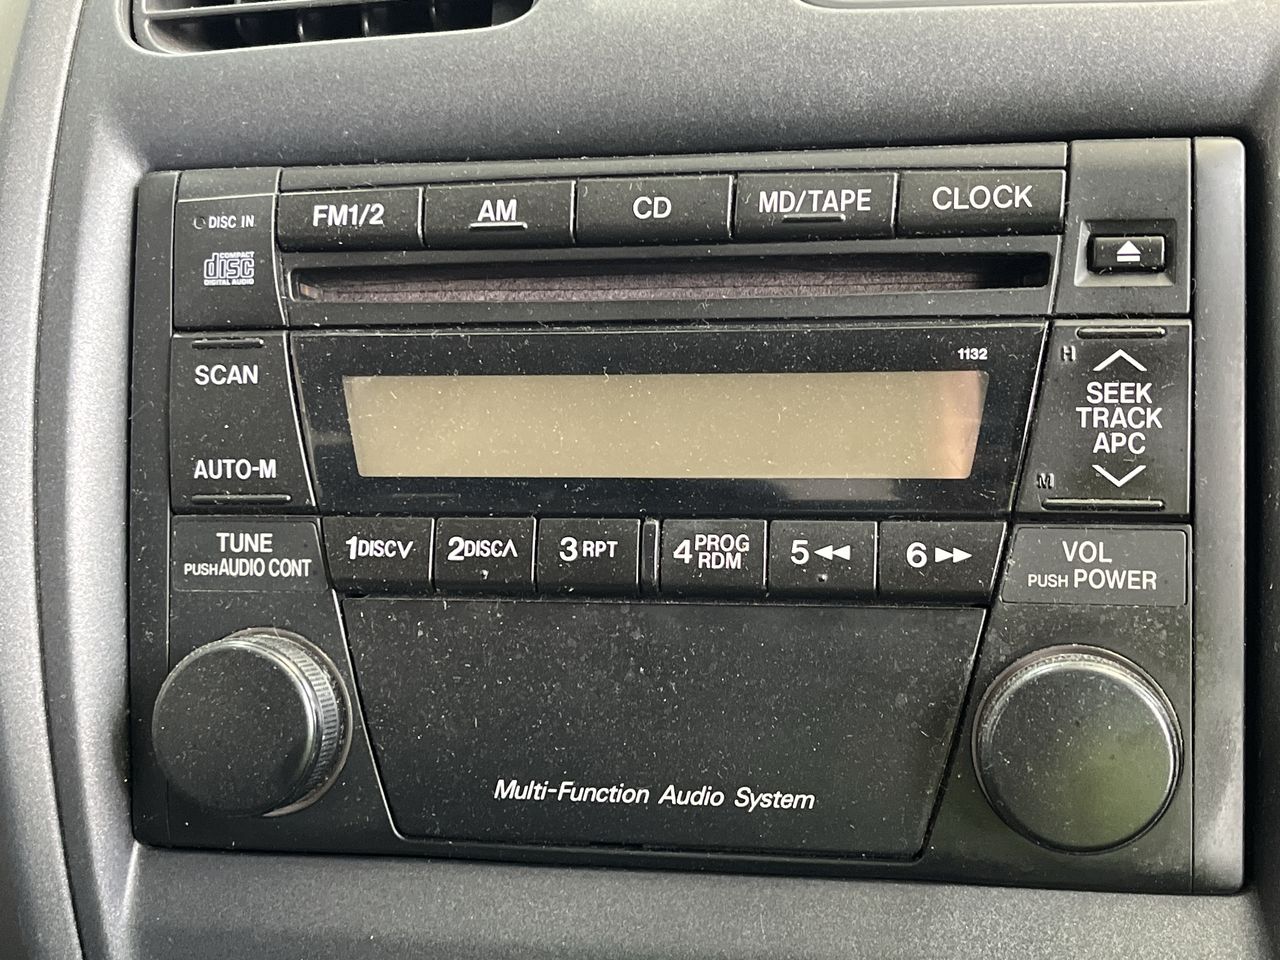 FM1/2
AM
CD
MD/TAPE
CLOCK
DISC IN
COMPACT
disc
DIGITAL AUDIO
SCAN
AUTO-M
1132
H
SEEK
TRACK
APC
M
TUNE
PUSH AUDIO CONT
1 DISC
2 DISC
3 RPT
4 PROG
RDM
5
6
VOL
PUSH POWER
Multi-Function Audio System